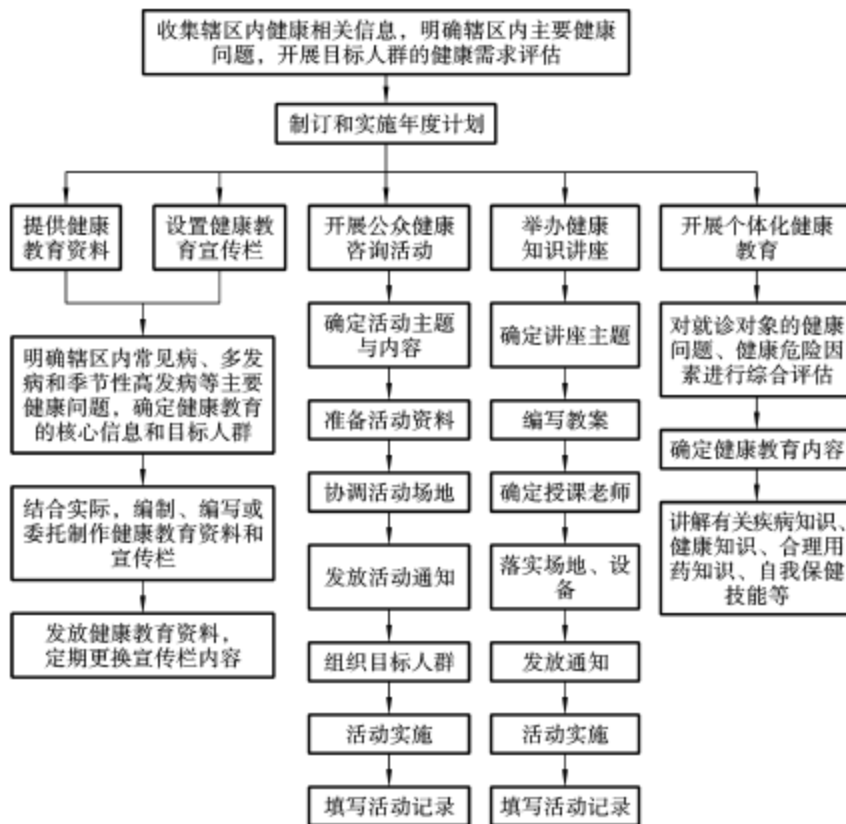 收集辖区内健康相关信息，明确辖区内主要健康
问题，开展目标人群的健康需求评估
制订和实施年度计划
提供健康
教育资料
设置健康教
育宣传栏
开展公众健康
咨询活动
举办健康
知识讲座
开展个体化健康
教育
明确辖区内常见病、多发
病和季节性高发病等主要
健康问题，确定健康教育
的核心信息和目标人群
结合实际，编制、编写或
委托制作健康教育资料和
宣传栏
发放健康教育资料，
定期更换宣传栏内容
确定活动主题
与内容
准备活动资料
协调活动场地
发放活动通知
组织目标人群
活动实施
填写活动记录
确定讲座主题
编写教案
确定授课老师
落实场地、设
备
发放通知
活动实施
填写活动记录
对就诊对象的健康
问题、健康危险因
素进行综合评估
确定健康教育内容
讲解有关疾病知识、
健康知识、合理用
药知识、自我保健
技能等